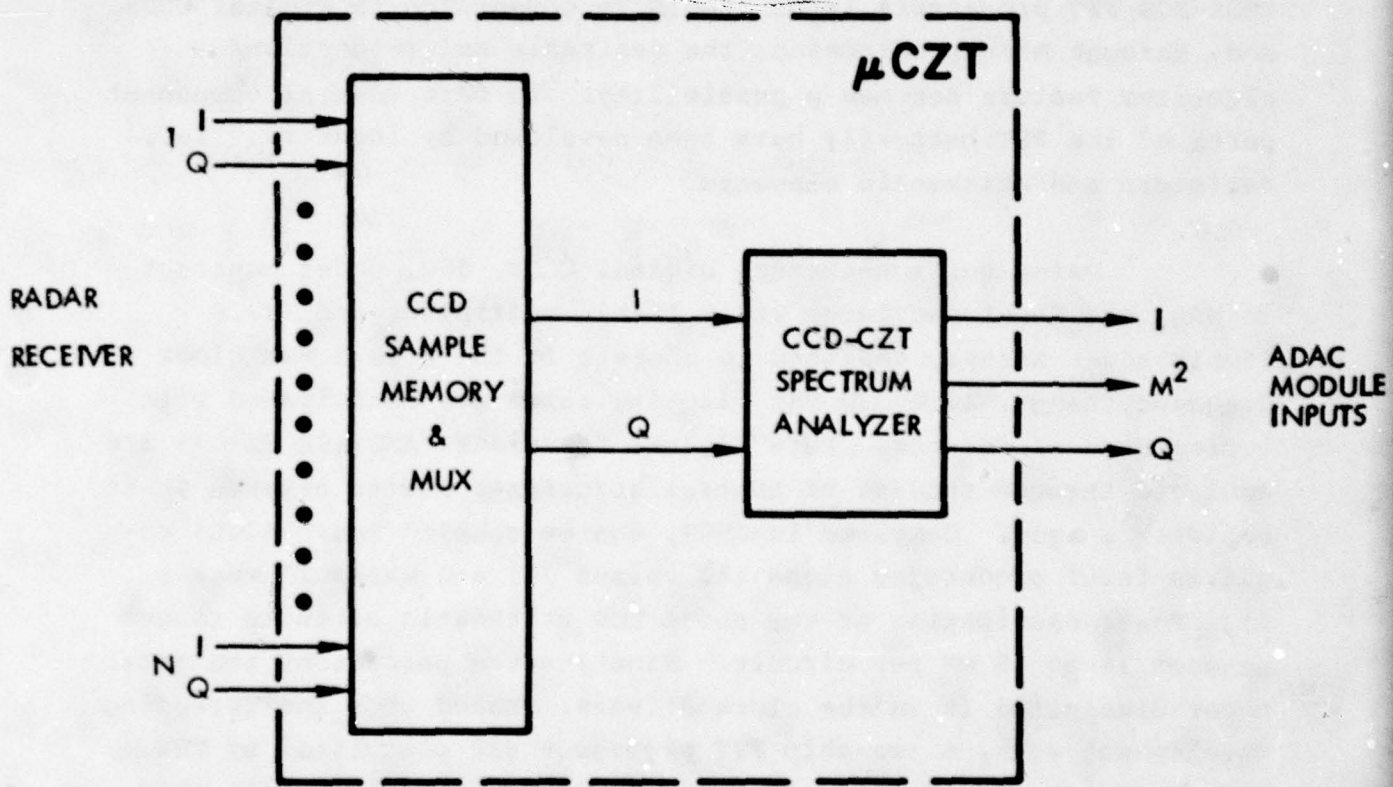 μCZT
1 I
Q
RADAR
RECEIVER
CCD
SAMPLE
MEMORY
&
MUX
I
Q
CCD-CZT
SPECTRUM
ANALYZER
I
M²
Q
ADAC
MODULE
INPUTS
N I
Q